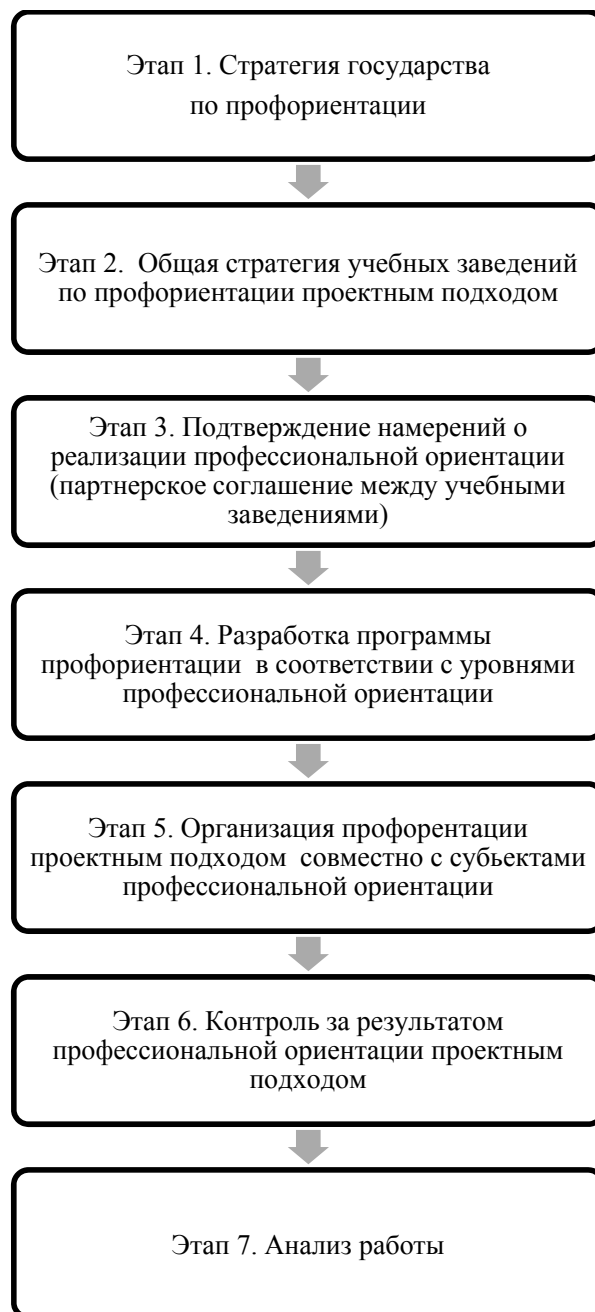 Этап 1. Стратегия государства
по профориентации
Этап 2.  Общая стратегия учебных заведений
по профориентации проектным подходом
Этап 3. Подтверждение намерений о
реализации профессиональной ориентации
(партнерское соглашение между учебными
заведениями)
Этап 4. Разработка программы
профориентации  в соответствии с уровнями
профессиональной ориентации
Этап 5. Организация профорентации
проектным подходом  совместно с субьектами
профессиональной ориентации
Этап 6. Контроль за результатом
профессиональной ориентации проектным
подходом
Этап 7. Анализ работы